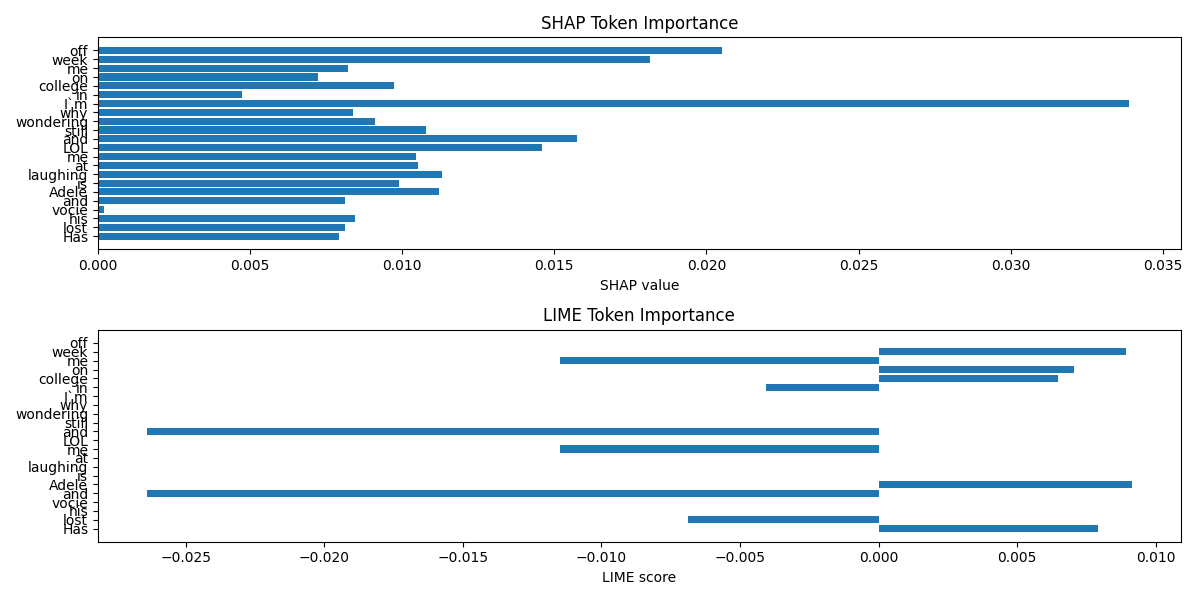 SHAP Token Importance
off
week
me
on
college
in
I`m
why
wondering
still
and
LOL
me
at
laughing
is
Adele
and
vocie
his
lost
Has
0.000 0.005 0.010 0.015 0.020 0.025 0.030 0.035
SHAP value
LIME Token Importance
off
week
me
on
college
in
I`m
why
wondering
still
and
LOL
me
at
laughing
is
Adele
and
vocie
his
lost
Has
−0.025 −0.020 −0.015 −0.010 −0.005 0.000 0.005 0.010
LIME score